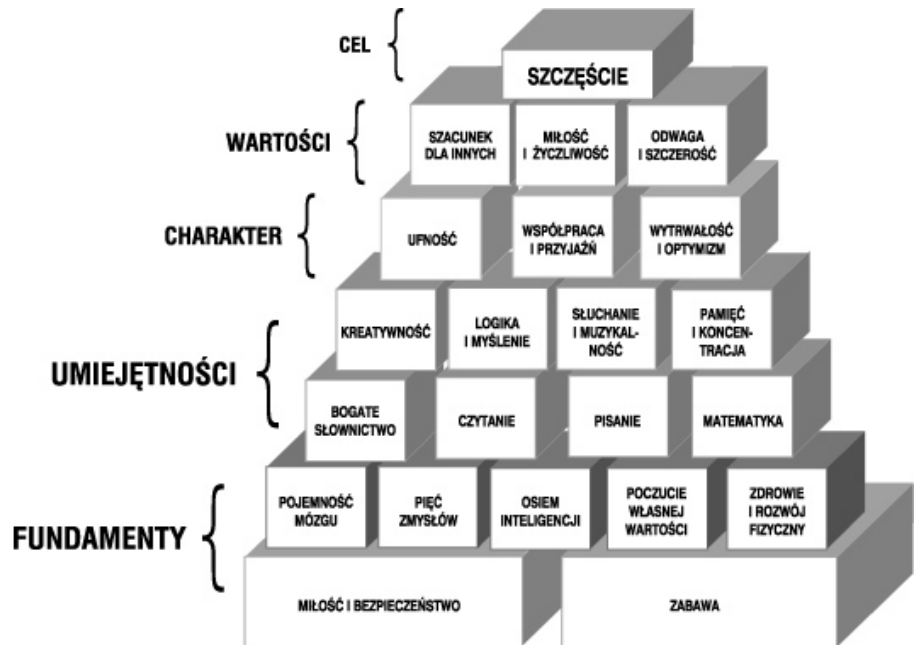 CEL
SZCZĘŚCIE
WARTOŚCI
SZACUNEK
DLA INNYCH
MIŁOŚĆ
I ŻYCZLIWOŚĆ
ODWAGA
I SZCZEROŚĆ
CHARAKTER
UFNOŚĆ
WSPÓŁPRACA
I PRZYJAŹŃ
WYTRWAŁOŚĆ
I OPTYMIZM
UMIEJĘTNOŚCI
KREATYWNOŚĆ
LOGIKA
I MYŚLENIE
SŁUCHANIE
I MUZYKAL-
NOŚĆ
PAMIĘĆ
I KONCEN-
TRACJA
BOGATE
SŁOWNICTWO
CZYTANIE
PISANIE
MATEMATYKA
FUNDAMENTY
POJEMNOŚĆ
MÓZGU
PIĘĆ
ZMYSŁÓW
OSIEM
INTELIGENCJI
POCZUCIE
WŁASNEJ
WARTOŚCI
ZDROWIE
I ROZWÓJ
FIZYCZNY
MIŁOŚĆ I BEZPIECZEŃSTWO
ZABAWA